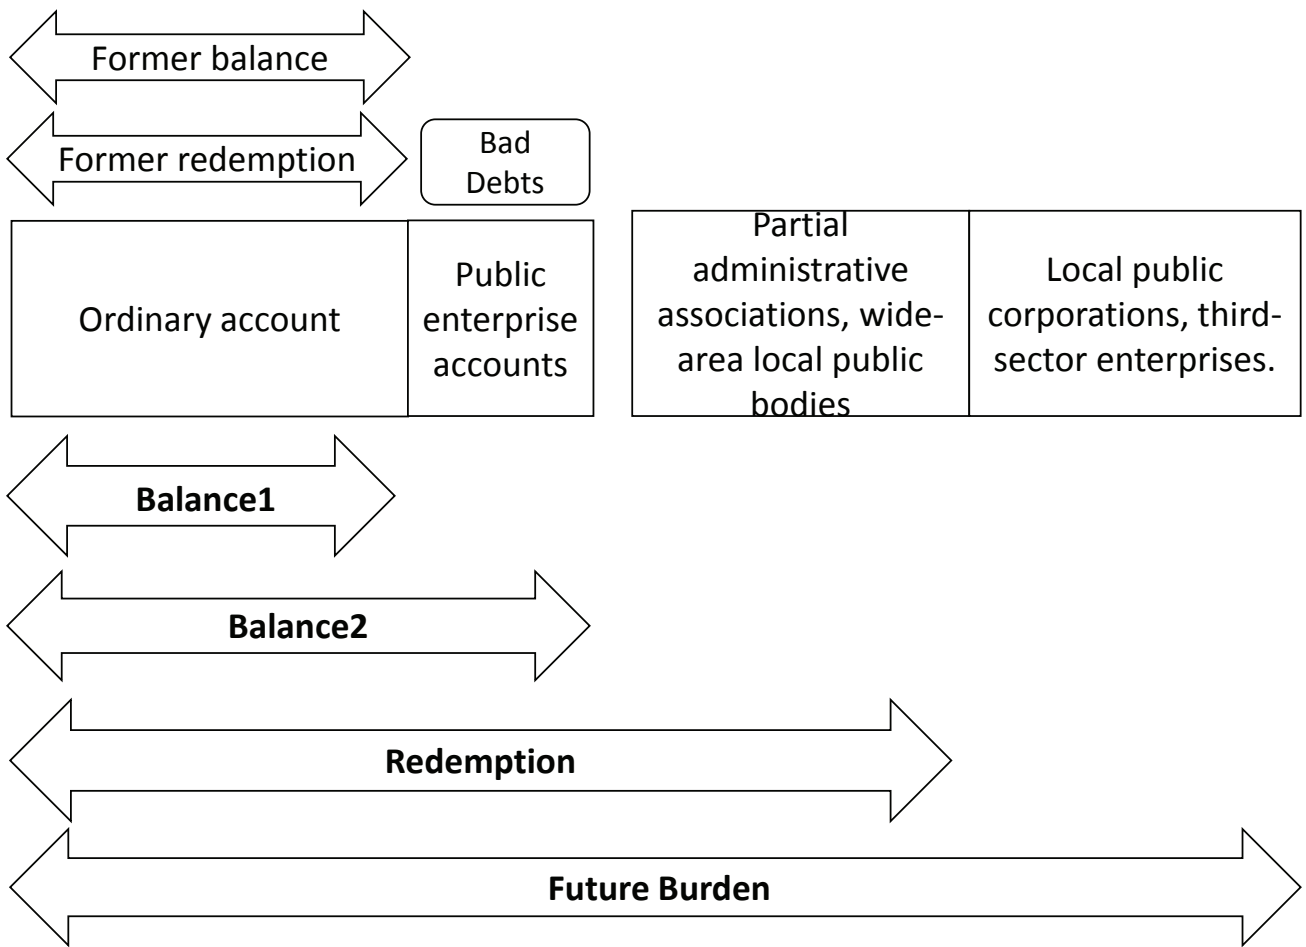 Former balance
Former redemption
Bad
Debts
Ordinary account
Public
enterprise
accounts
Partial
administrative
associations, wide-
area local public
bodies
Local public
corporations, third-
sector enterprises.
Balance1
Balance2
Redemption
Future Burden